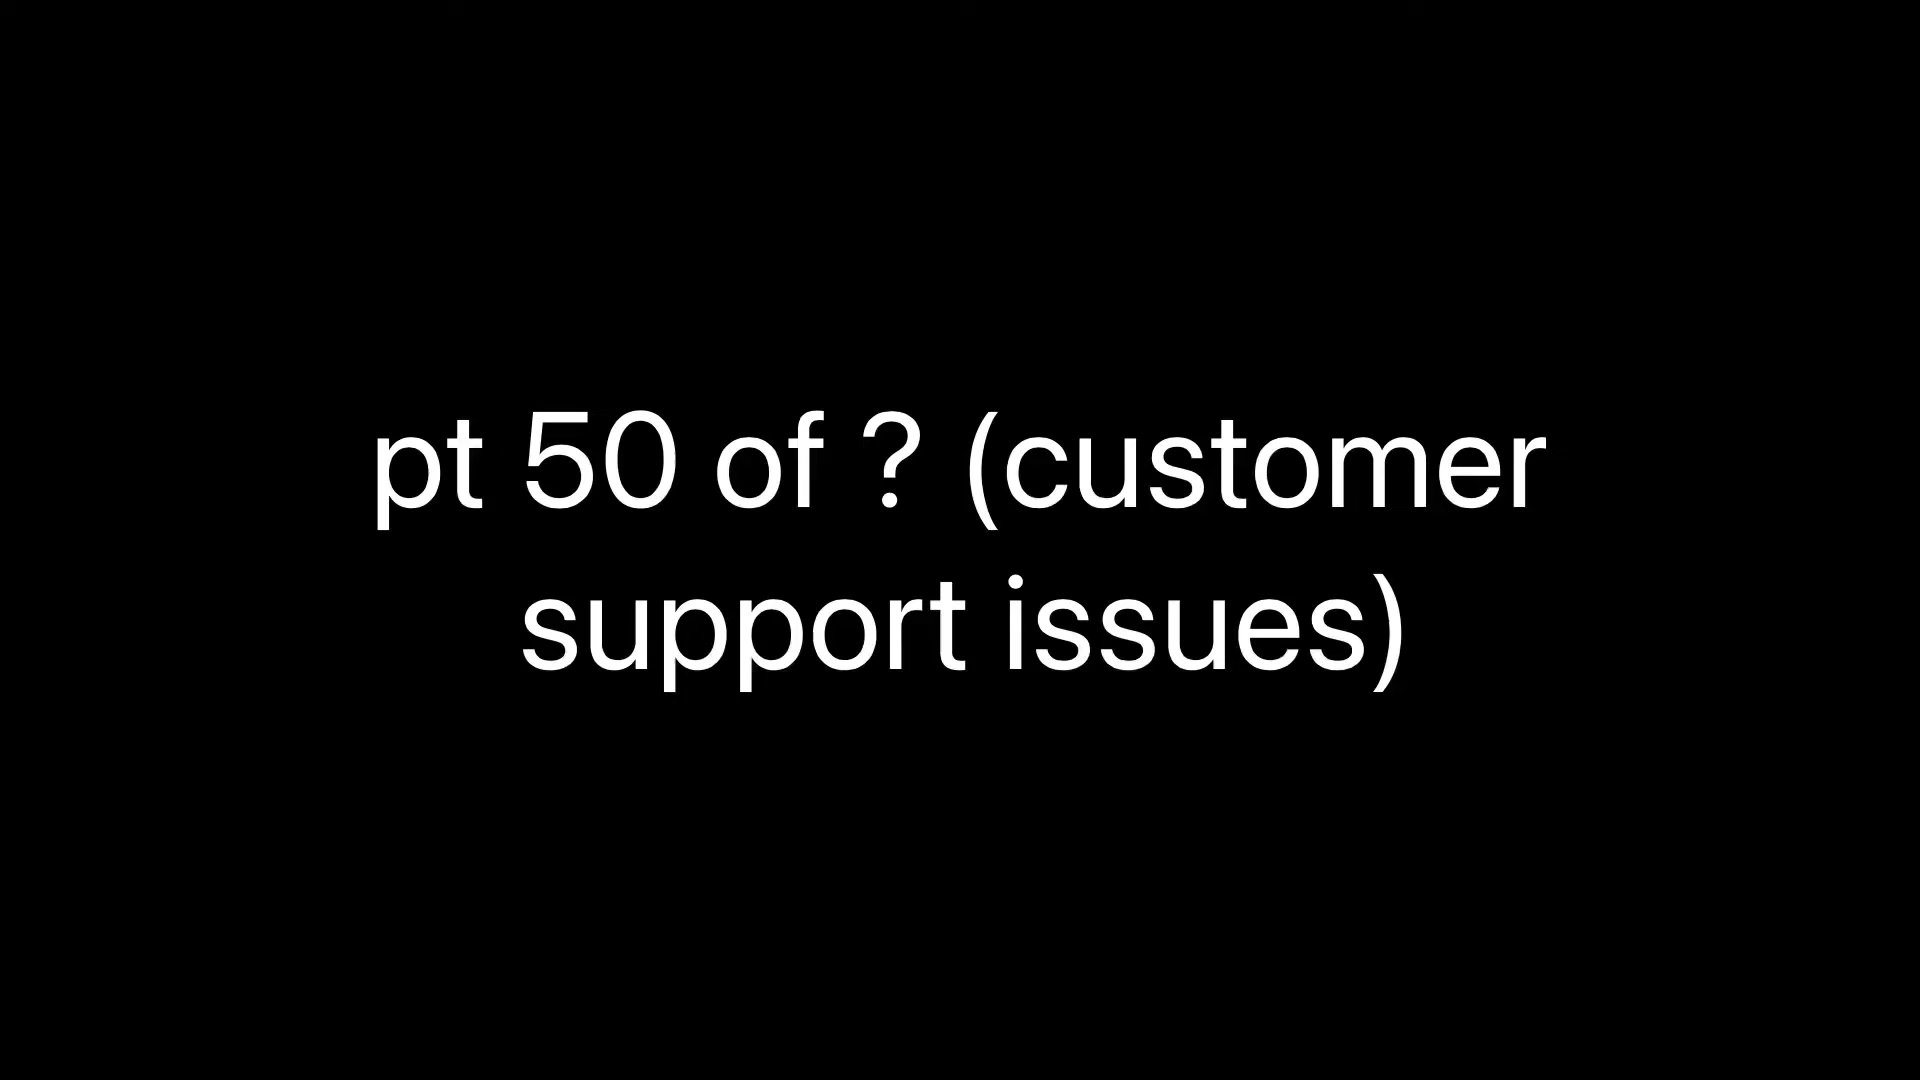 pt 50 of ? (customer
support issues)